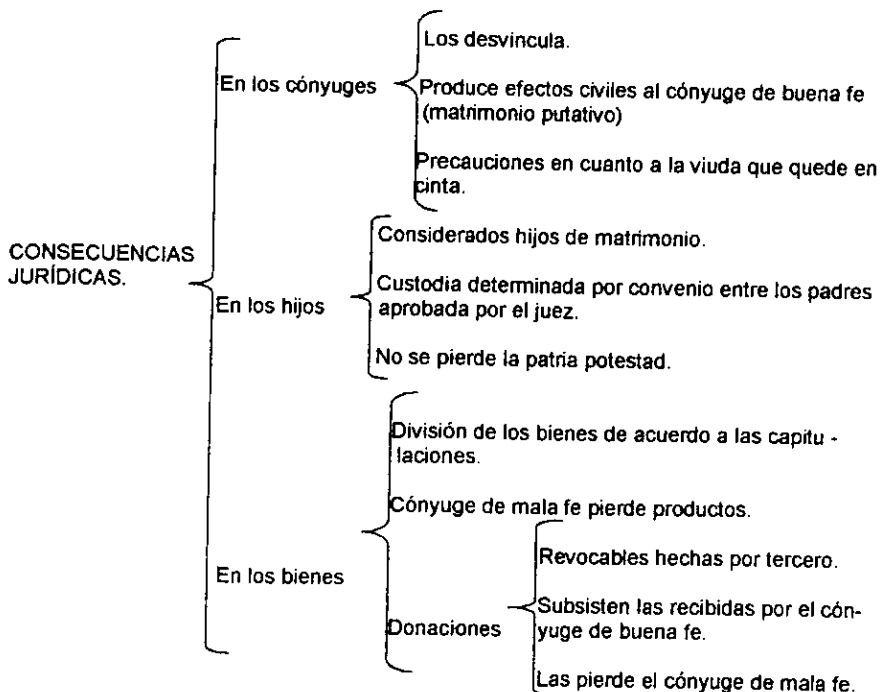 CONSECUENCIAS
JURÍDICAS.
En los cónyuges
Los desvincula.
Produce efectos civiles al cónyuge de buena fe
(matrimonio putativo)
Precauciones en cuanto a la viuda que quede en
cinta.
En los hijos
Considerados hijos de matrimonio.
Custodia determinada por convenio entre los padres
aprobada por el juez.
No se pierde la patria potestad.
En los bienes
División de los bienes de acuerdo a las capitu -
laciones.
Cónyuge de mala fe pierde productos.
Donaciones
Revocables hechas por tercero.
Subsisten las recibidas por el cón-
yuge de buena fe.
Las pierde el cónyuge de mala fe.